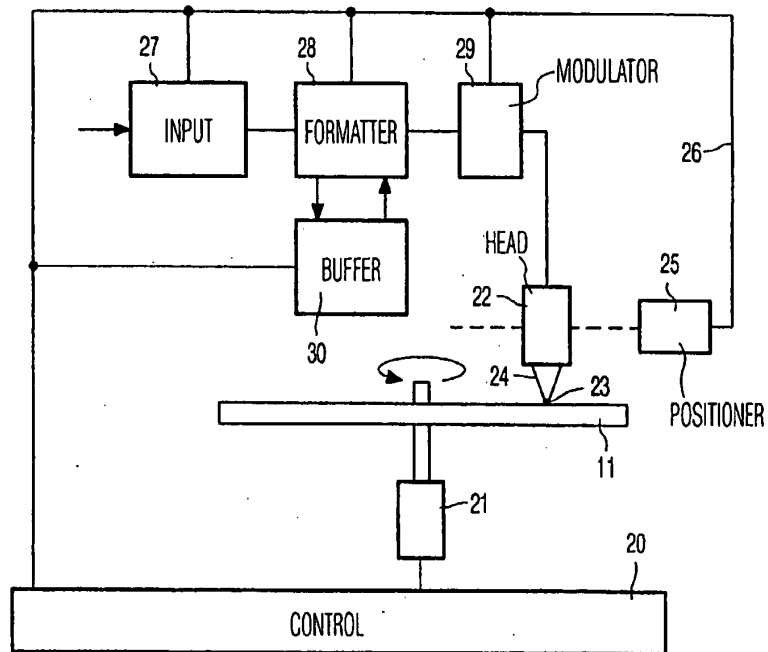 27
28
29
MODULATOR
INPUT
FORMATTER
26
HEAD
BUFFER
22
25
30
24
23
POSITIONER
11
21
20
CONTROL